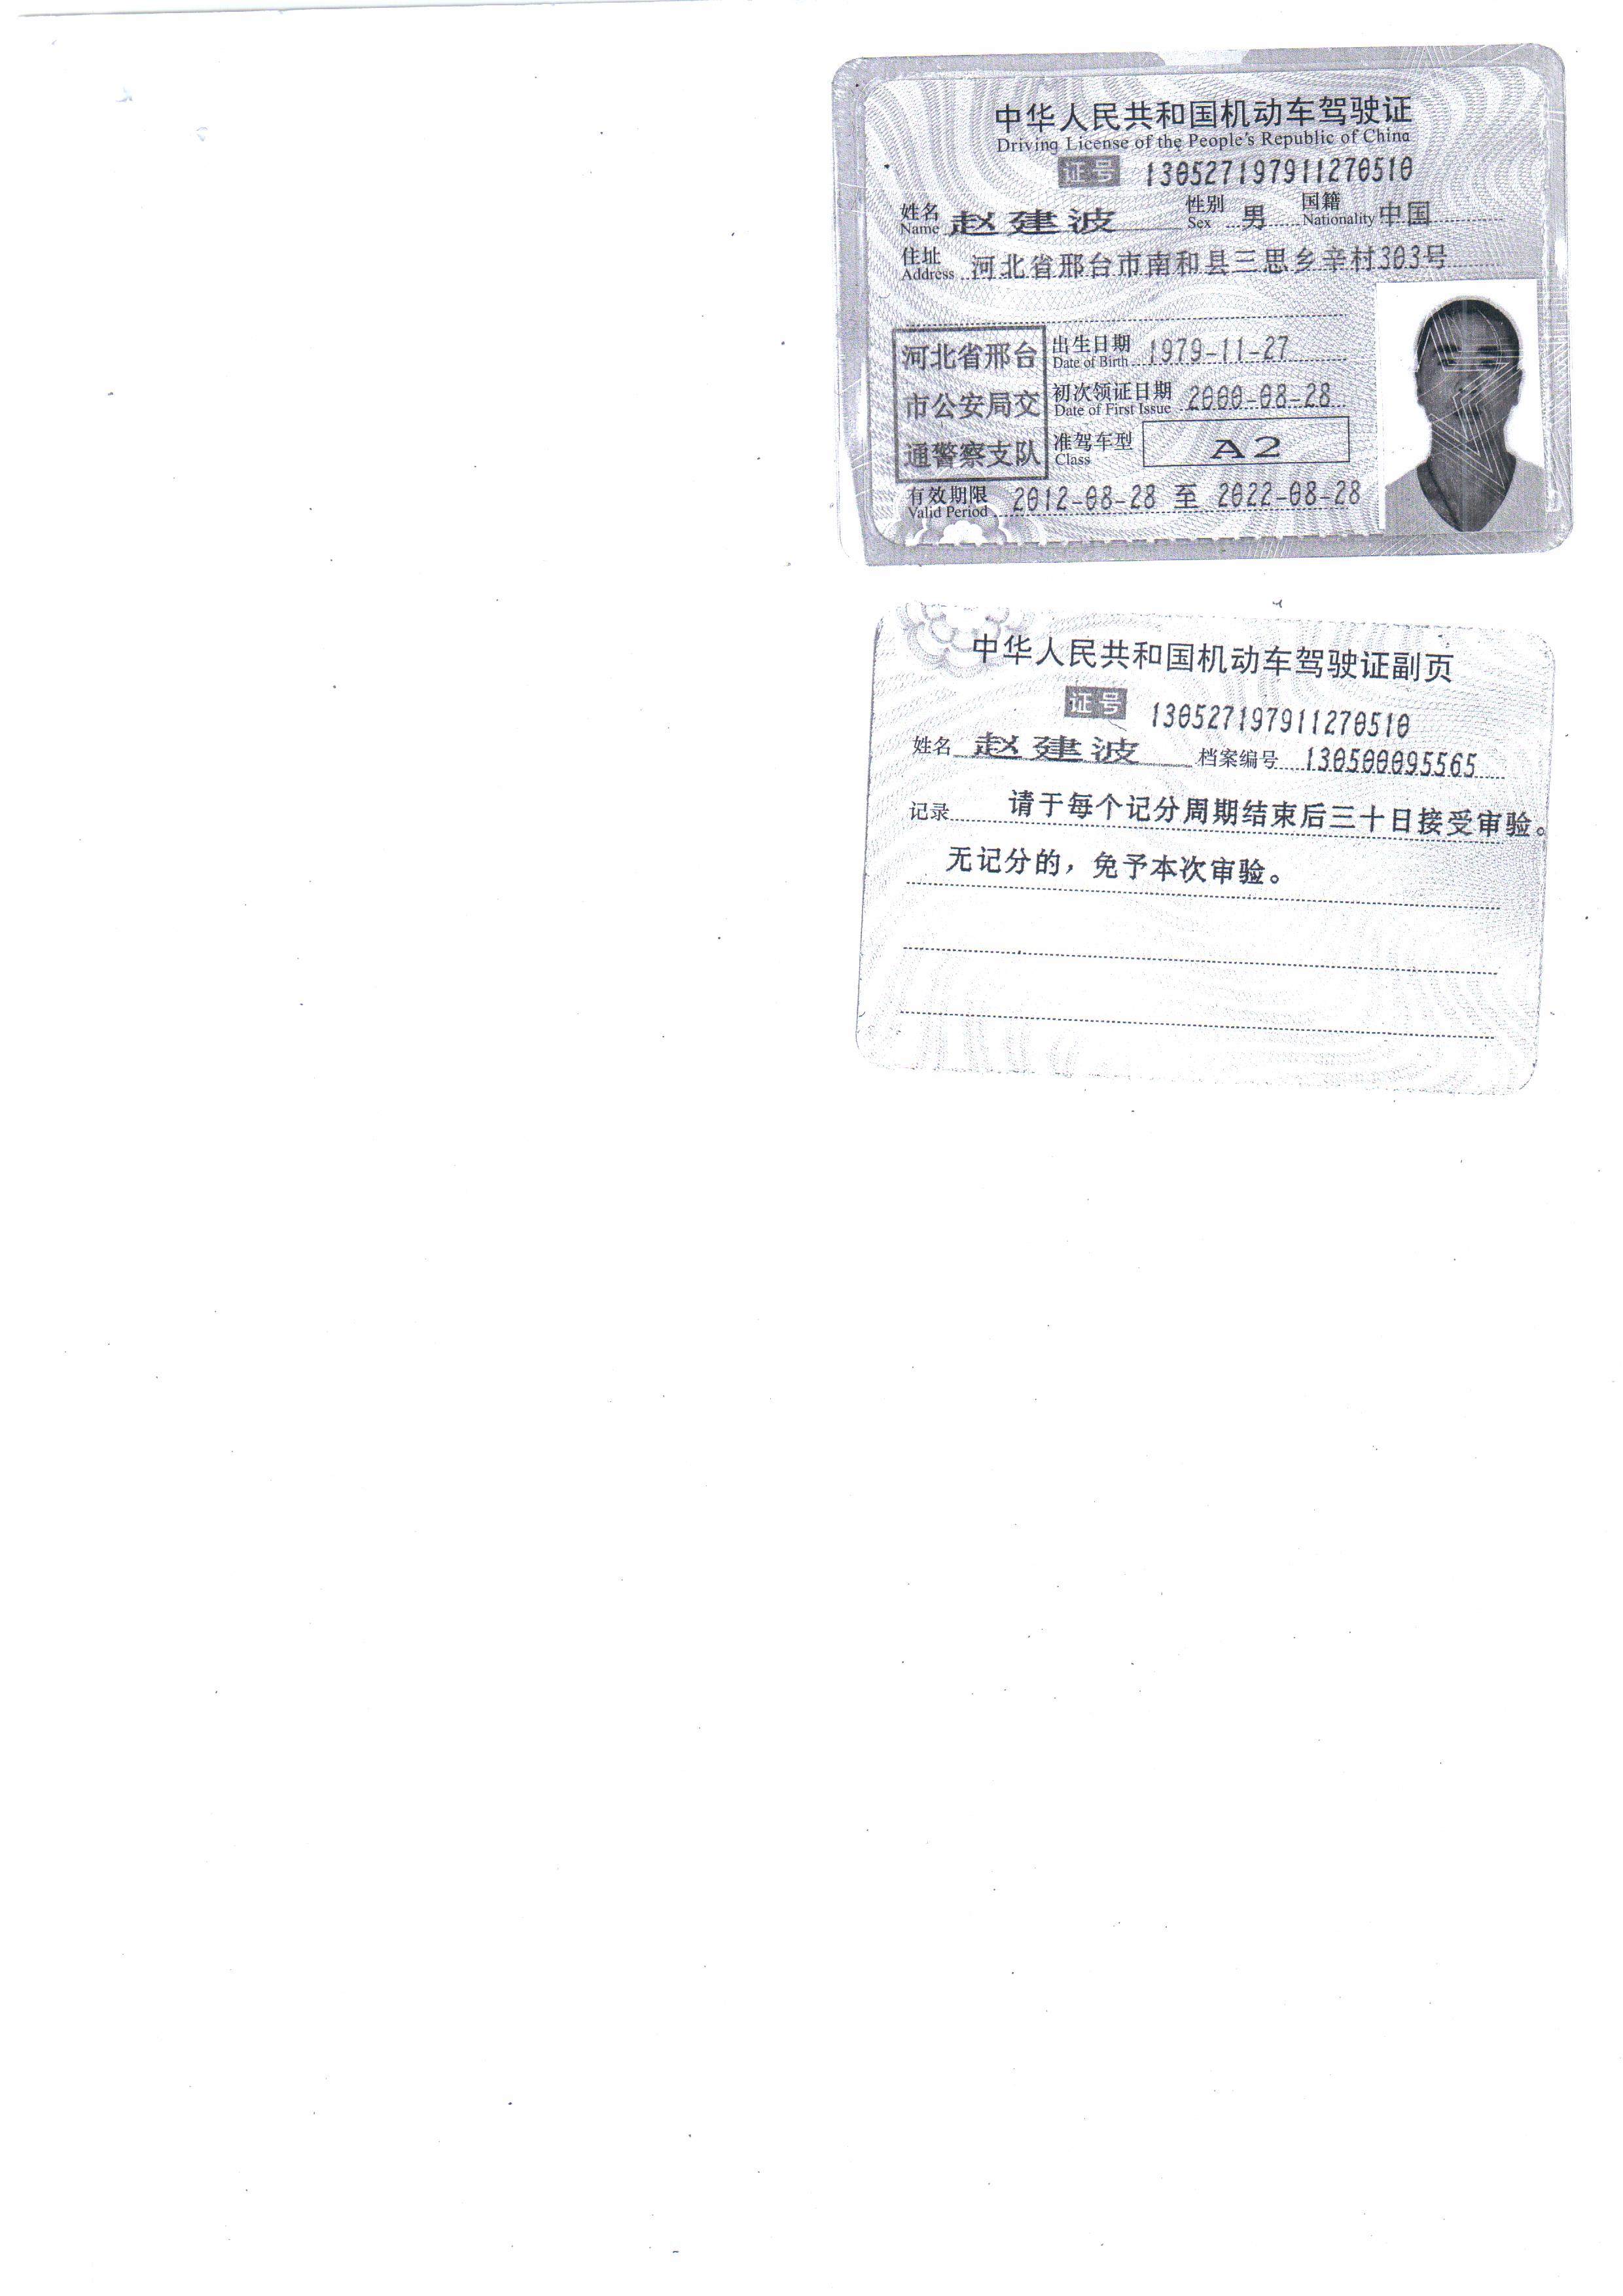 中华人民共和国机动车驾驶证
Driving License of the People's Republic of China
证号 130527197911270510
姓名 Name 赵建波 性别 Sex 男 国籍 Nationality 中国
住址 Address 河北省邢台市南和县三思乡辛村303号
河北省邢台
市公安局交
通警察支队
出生日期 Date of Birth 1979-11-27
初次领证日期 Date of First Issue 2000-08-28
准驾车型 Class A2
有效期限 Valid Period 2012-08-28 至 2022-08-28
中华人民共和国机动车驾驶证副页
证号 130527197911270510
姓名 赵建波 档案编号 130500095565
记录 请于每个记分周期结束后三十日接受审验。
无记分的，免予本次审验。